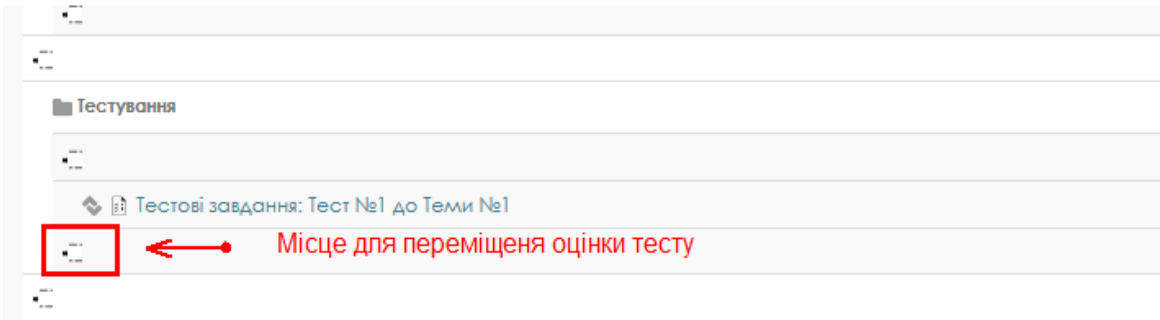 Тестування
Тестові завдання: Тест №1 до Теми №1
Місце для переміщеня оцінки тесту